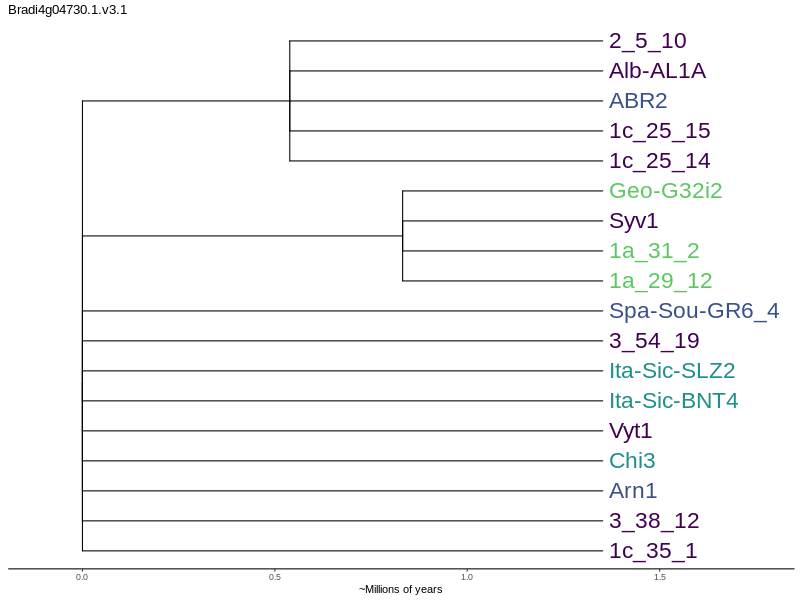 Bradi4g04730.1.v3.1
2_5_10
Alb-AL1A
ABR2
1c_25_15
1c_25_14
Geo-G32i2
Syv1
1a_31_2
1a_29_12
Spa-Sou-GR6_4
3_54_19
Ita-Sic-SLZ2
Ita-Sic-BNT4
Vyt1
Chi3
Arn1
3_38_12
1c_35_1
0.0 0.5 1.0 1.5
~Millions of years